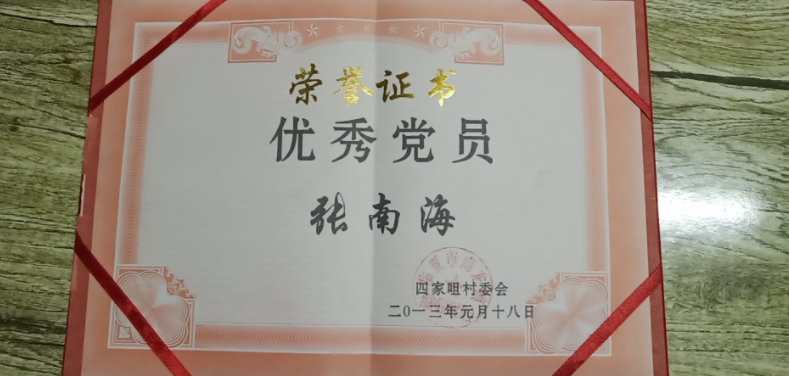 荣誉证书
优秀党员
张南海
四家咀村委会
二0一三年元月十八日